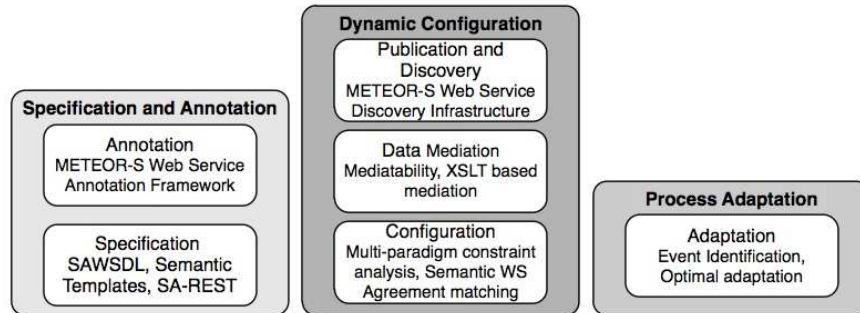 Specification and Annotation
Annotation
METEOR-S Web Service
Annotation Framework
Specification
SAWSDL, Semantic
Templates, SA-REST
Dynamic Configuration
Publication and
Discovery
METEOR-S Web Service
Discovery Infrastructure
Data Mediation
Mediatability, XSLT based
mediation
Configuration
Multi-paradigm constraint
analysis, Semantic WS
Agreement matching
Process Adaptation
Adaptation
Event Identification,
Optimal adaptation